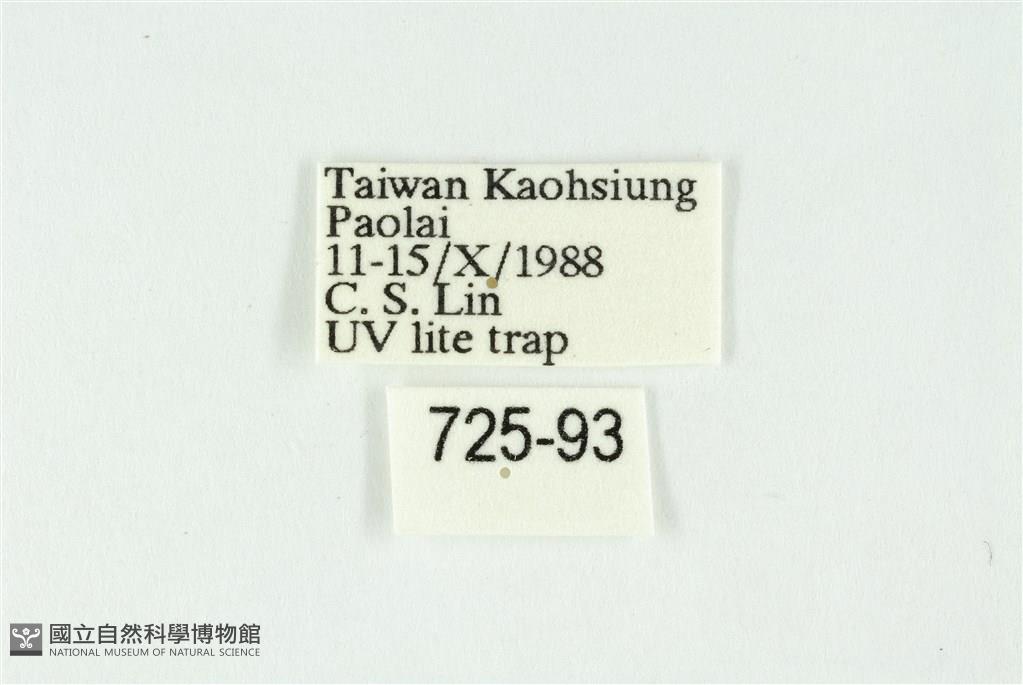 Taiwan Kaohsiung
Paolai
11-15/X/1988
C. S. Lin
UV lite trap
725-93
國立自然科學博物館
NATIONAL MUSEUM OF NATURAL SCIENCE